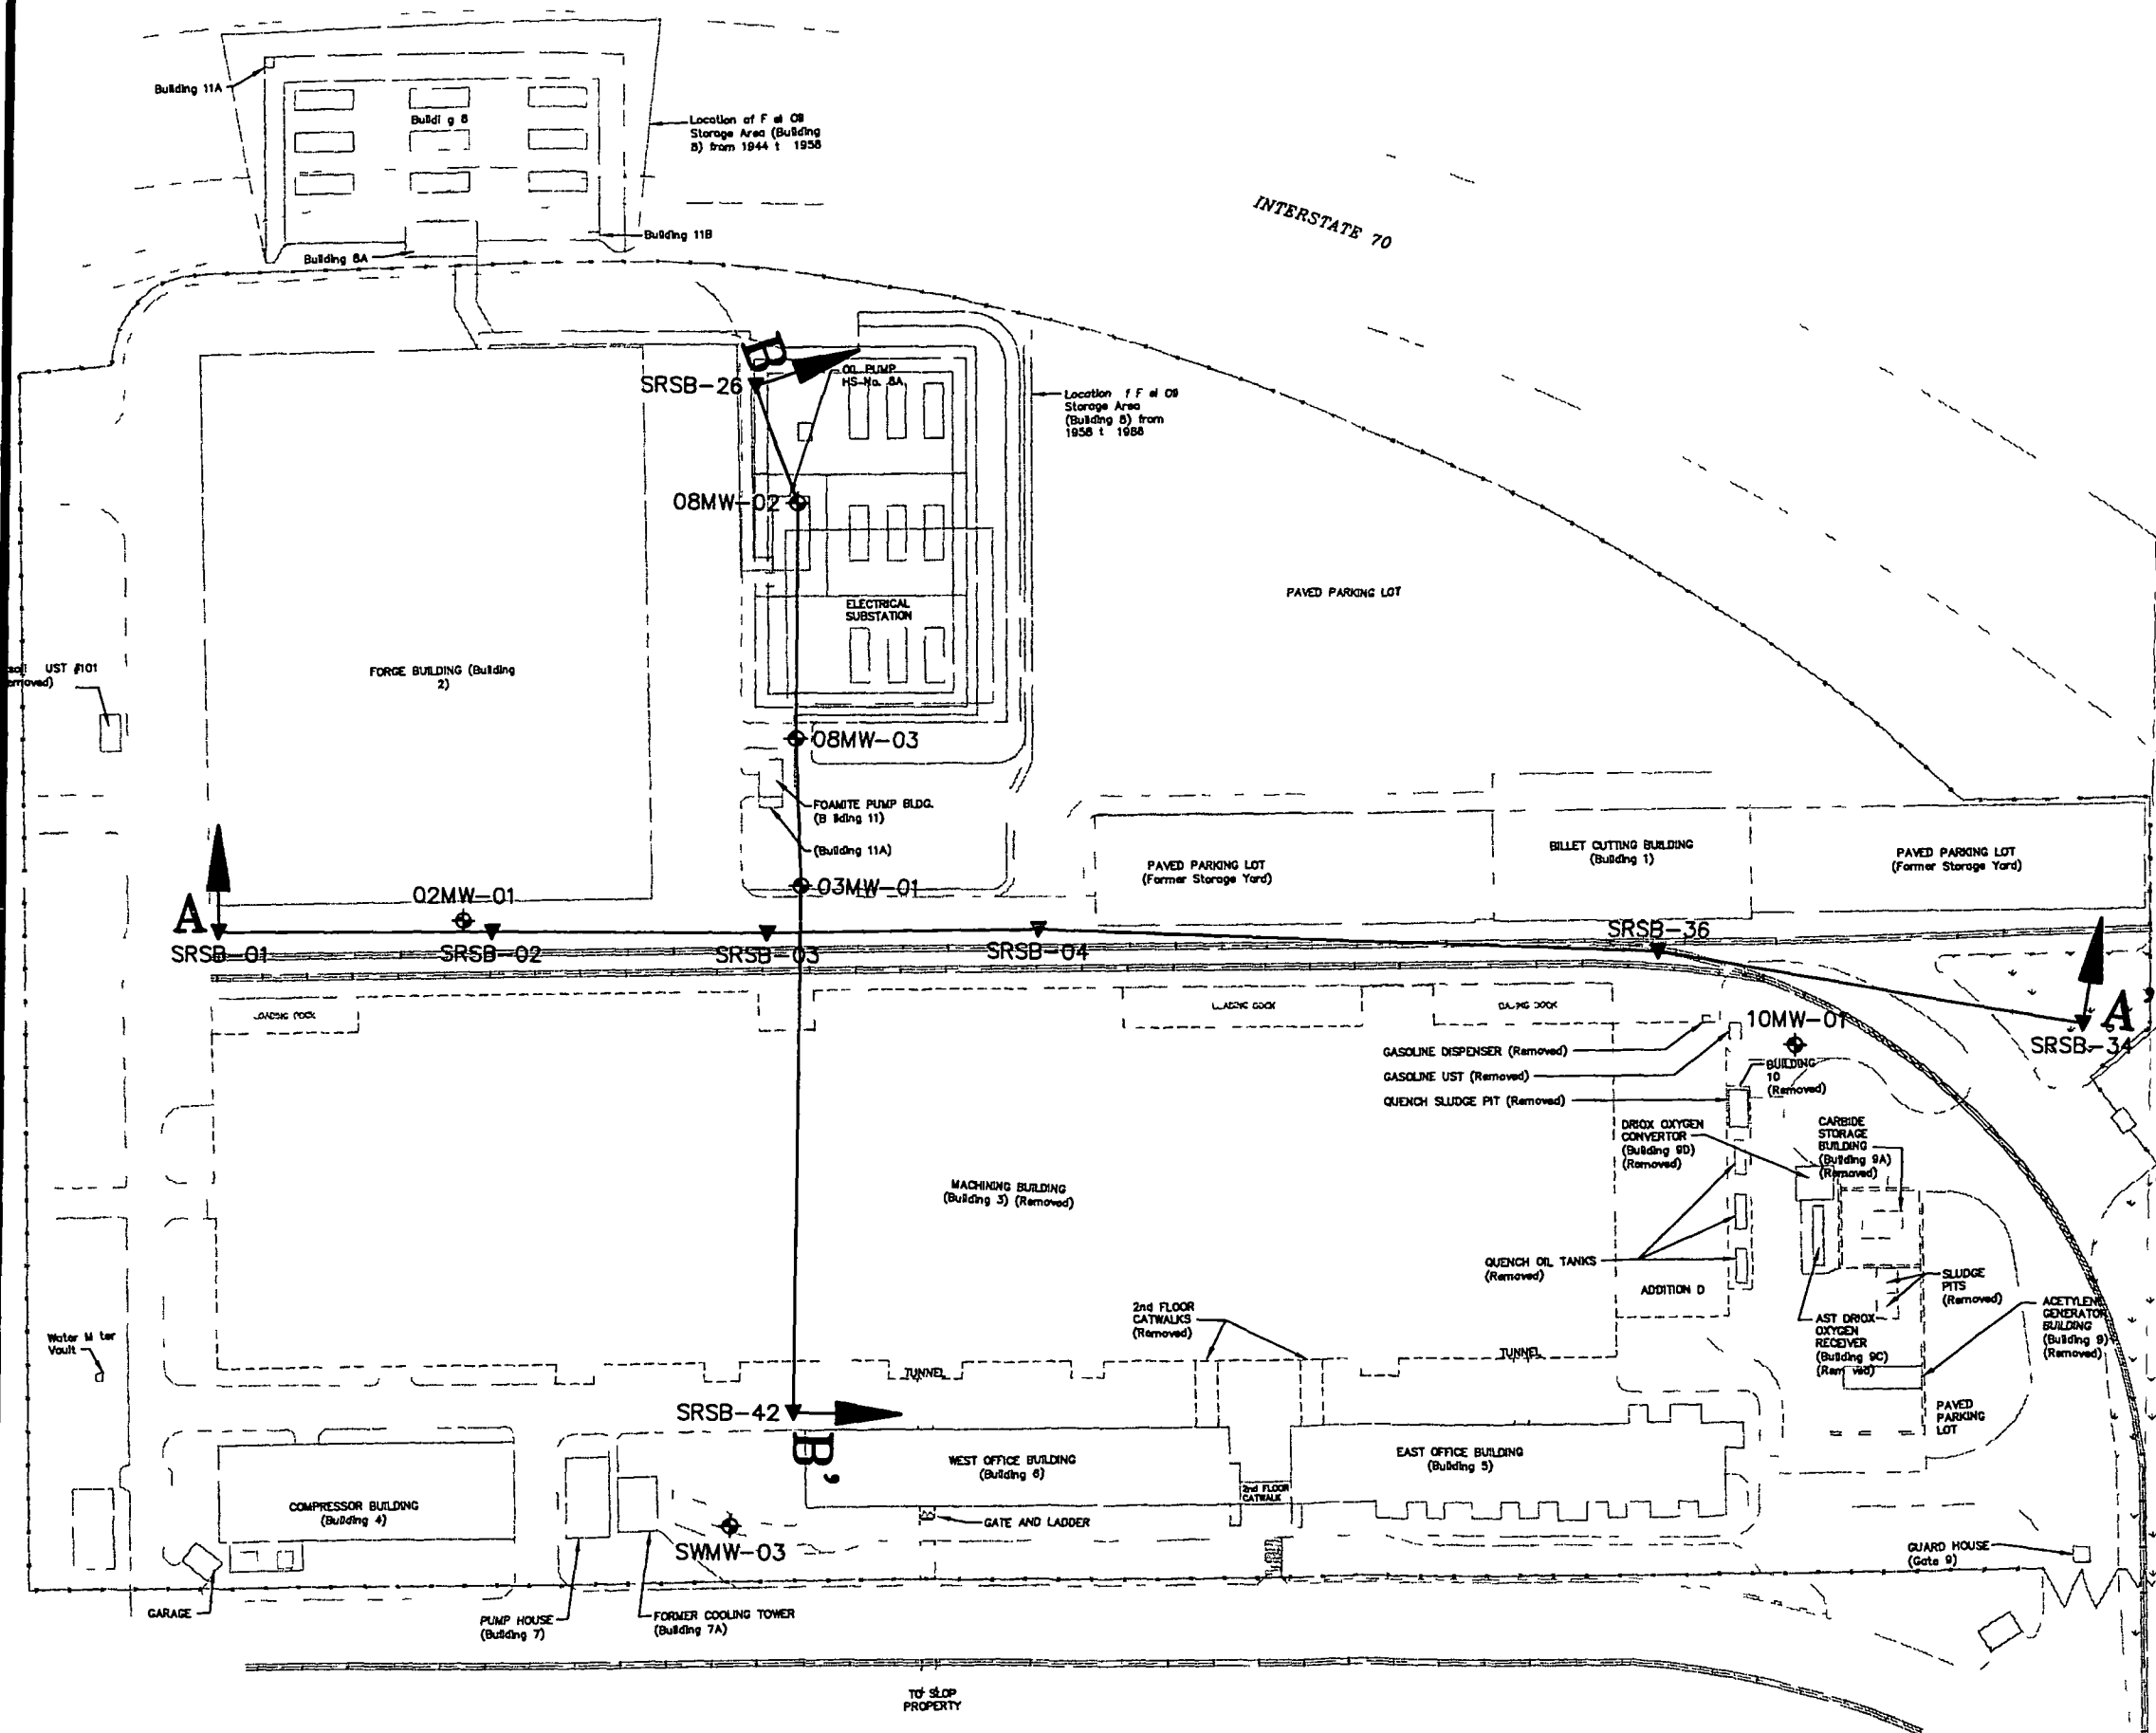 Building 11A
Buildi g 8
Location of F el Oil
Storage Area (Building
8) from 1944 t 1958
Building 11B
Building 8A
INTERSTATE 70
B
SRSB-26
OIL PUMP
HS-No. 8A
Location f F el Oil
Storage Area
(Building 8) from
1958 t 1988
08MW-02
PAVED PARKING LOT
ELECTRICAL
SUBSTATION
UST #101
FORGE BUILDING (Building
2)
08MW-03
FOAMITE PUMP BLDG.
(B ilding 11)
(Building 11A)
BILLET CUTTING BUILDING
(Building 1)
PAVED PARKING LOT
(Former Storage Yard)
PAVED PARKING LOT
(Former Storage Yard)
02MW-01
03MW-01
A
SRSB-01
SRSB-02
SRSB-03
SRSB-04
SRSB-36
A'
SRSB-34
LOADING DOCK
10MW-01
GASOLINE DISPENSER (Removed)
GASOLINE UST (Removed)
QUENCH SLUDGE PIT (Removed)
BUILDING
10
(Removed)
DRIOX OXYGEN
CONVERTOR
(Building 9D)
(Removed)
CARBIDE
STORAGE
BUILDING
(Building 9A)
(Removed)
MACHINING BUILDING
(Building 3) (Removed)
QUENCH OIL TANKS
(Removed)
ADDITION D
SLUDGE
PITS
(Removed)
ACETYLENE
GENERATOR
BUILDING
(Building 9)
(Removed)
AST DRIOX
OXYGEN
RECEIVER
(Building 9C)
(Rem ved)
2nd FLOOR
CATWALKS
(Removed)
Water M ter
Vault
TUNNEL
TUNNEL
SRSB-42
B'
PAVED
PARKING
LOT
WEST OFFICE BUILDING
(Building 6)
EAST OFFICE BUILDING
(Building 5)
2nd FLOOR
CATWALK
COMPRESSOR BUILDING
(Building 4)
GATE AND LADDER
SWMW-03
GUARD HOUSE
(Gate 9)
GARAGE
PUMP HOUSE
(Building 7)
FORMER COOLING TOWER
(Building 7A)
TO SLOP
PROPERTY